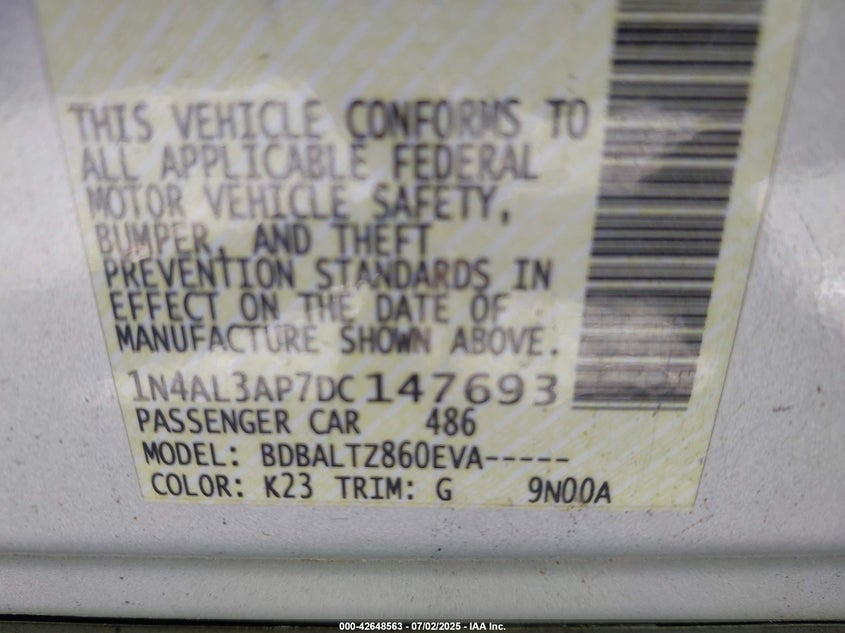 THIS VEHICLE CONFORMS TO
ALL APPLICABLE FEDERAL
MOTOR VEHICLE SAFETY,
BUMPER, AND THEFT
PREVENTION STANDARDS IN
EFFECT ON THE DATE OF
MANUFACTURE SHOWN ABOVE.
1N4AL3AP7DC147693
PASSENGER CAR 486
MODEL: BDBALTZ860EVA-----
COLOR: K23 TRIM: G 9N00A
000-42648563 - 07/02/2025 - IAA Inc.